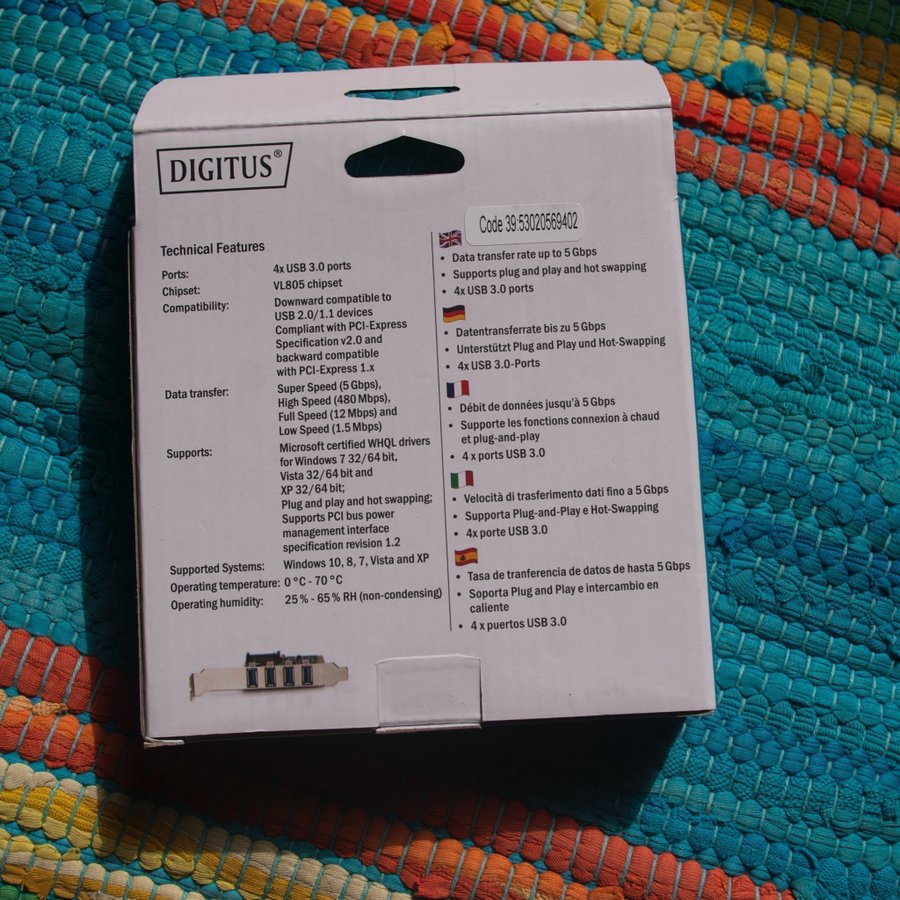 DIGITUS®
Code 39:53020569402
Technical Features
Ports: 4x USB 3.0 ports
Chipset: VL805 chipset
Compatibility: Downward compatible to
USB 2.0/1.1 devices
Compliant with PCI-Express
Specification v2.0 and
backward compatible
with PCI-Express 1.x
Data transfer: Super Speed (5 Gbps),
High Speed (480 Mbps),
Full Speed (12 Mbps) and
Low Speed (1.5 Mbps)
Supports: Microsoft certified WHQL drivers
for Windows 7 32/64 bit,
Vista 32/64 bit and
XP 32/64 bit;
Plug and play and hot swapping;
Supports PCI bus power
management interface
specification revision 1.2
Supported Systems: Windows 10, 8, 7, Vista and XP
Operating temperature: 0 °C - 70 °C
Operating humidity: 25 % - 65 % RH (non-condensing)
• Data transfer rate up to 5 Gbps
• Supports plug and play and hot swapping
• 4x USB 3.0 ports
• Datentransferrate bis zu 5 Gbps
• Unterstützt Plug and Play und Hot-Swapping
• 4x USB 3.0-Ports
• Débit de données jusqu'à 5 Gbps
• Supporte les fonctions connexion à chaud
et plug-and-play
• 4 x ports USB 3.0
• Velocità di trasferimento dati fino a 5 Gbps
• Supporta Plug-and-Play e Hot-Swapping
• 4x porte USB 3.0
• Tasa de tranferencia de datos de hasta 5 Gbps
• Soporta Plug and Play e intercambio en
caliente
• 4 x puertos USB 3.0